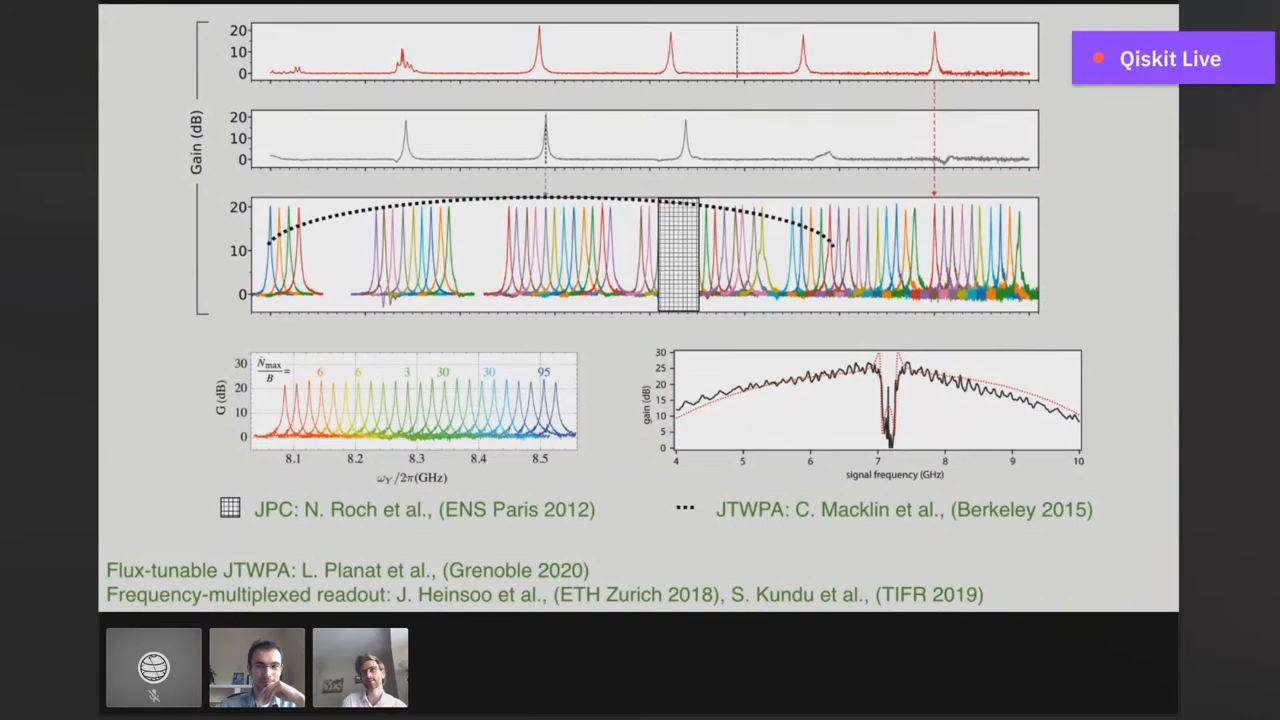 Qiskit Live
Gain (dB)
20
10
0
20
10
0
20
10
0
G (dB)
30
20
10
0
Ṅmax/B =
6 6 3 30 30 95
8.1 8.2 8.3 8.4 8.5
ωY/2π(GHz)
gain (dB)
30
25
20
15
10
5
0
4 5 6 7 8 9 10
signal frequency (GHz)
JPC: N. Roch et al., (ENS Paris 2012)
JTWPA: C. Macklin et al., (Berkeley 2015)
Flux-tunable JTWPA: L. Planat et al., (Grenoble 2020)
Frequency-multiplexed readout: J. Heinsoo et al., (ETH Zurich 2018), S. Kundu et al., (TIFR 2019)